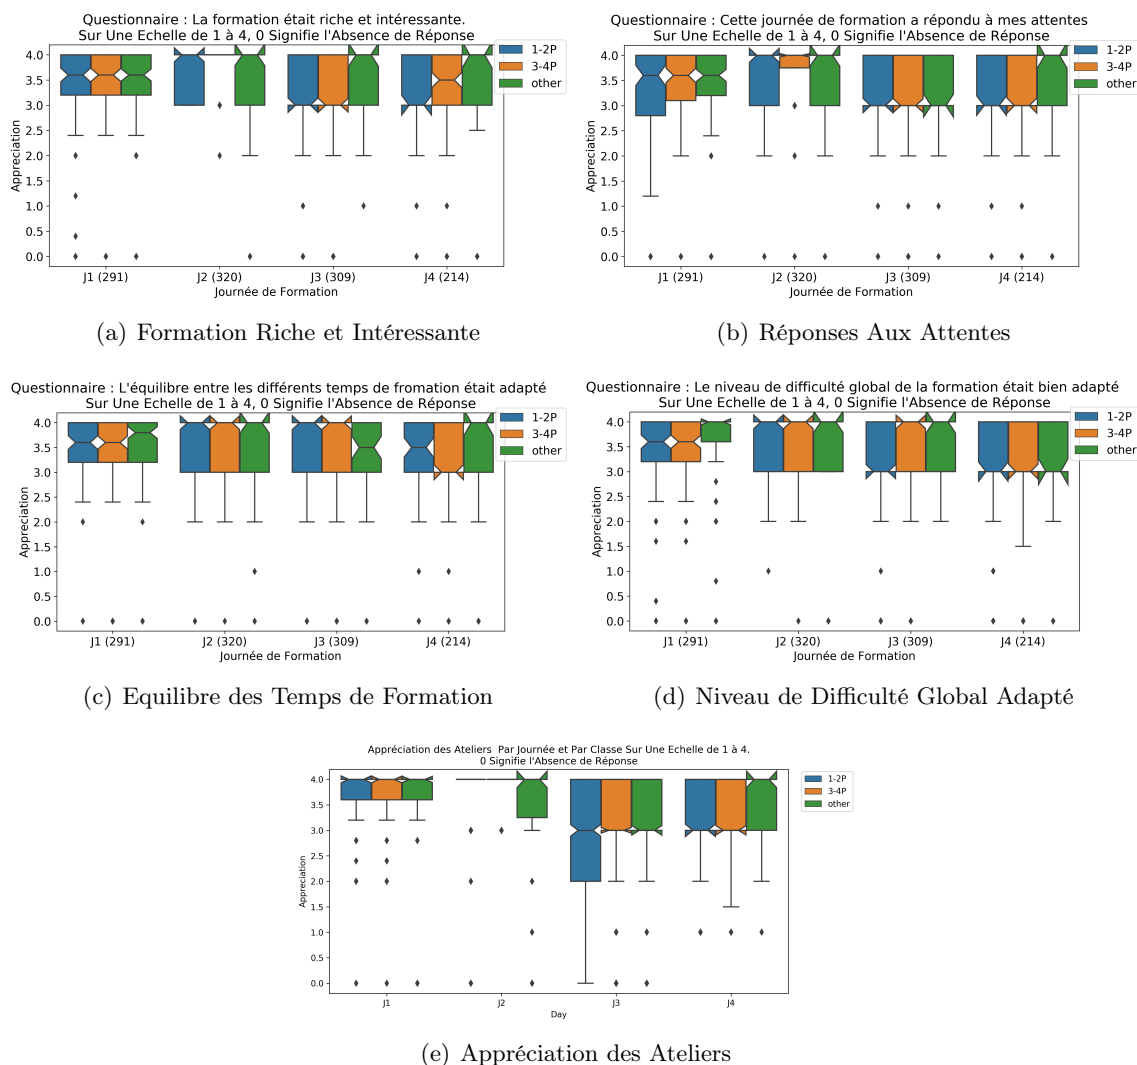 Questionnaire : La formation était riche et intéressante.
Sur Une Echelle de 1 à 4, 0 Signifie l'Absence de Réponse
4.0
3.5
3.0
2.5
2.0
1.5
1.0
0.5
0.0
Appreciation
1-2P
3-4P
other
J1 (291)
J2 (320)
J3 (309)
J4 (214)
Journée de Formation
(a) Formation Riche et Intéressante
Questionnaire : Cette journée de formation a répondu à mes attentes
Sur Une Echelle de 1 à 4, 0 Signifie l'Absence de Réponse
4.0
3.5
3.0
2.5
2.0
1.5
1.0
0.5
0.0
Appreciation
1-2P
3-4P
other
J1 (291)
J2 (320)
J3 (309)
J4 (214)
Journée de Formation
(b) Réponses Aux Attentes
Questionnaire : L'équilibre entre les différents temps de fromation était adapté
Sur Une Echelle de 1 à 4, 0 Signifie l'Absence de Réponse
4.0
3.5
3.0
2.5
2.0
1.5
1.0
0.5
0.0
Appreciation
1-2P
3-4P
other
J1 (291)
J2 (320)
J3 (309)
J4 (214)
Journée de Formation
(c) Equilibre des Temps de Formation
Questionnaire : Le niveau de difficulté global de la formation était bien adapté
Sur Une Echelle de 1 à 4, 0 Signifie l'Absence de Réponse
4.0
3.5
3.0
2.5
2.0
1.5
1.0
0.5
0.0
Appreciation
1-2P
3-4P
other
J1 (291)
J2 (320)
J3 (309)
J4 (214)
Journée de Formation
(d) Niveau de Difficulté Global Adapté
Appréciation des Ateliers Par Journée et Par Classe Sur Une Echelle de 1 à 4.
0 Signifie l'Absence de Réponse
4.0
3.5
3.0
2.5
2.0
1.5
1.0
0.5
0.0
Appreciation
1-2P
3-4P
other
J1
J2
J3
J4
Day
(e) Appréciation des Ateliers